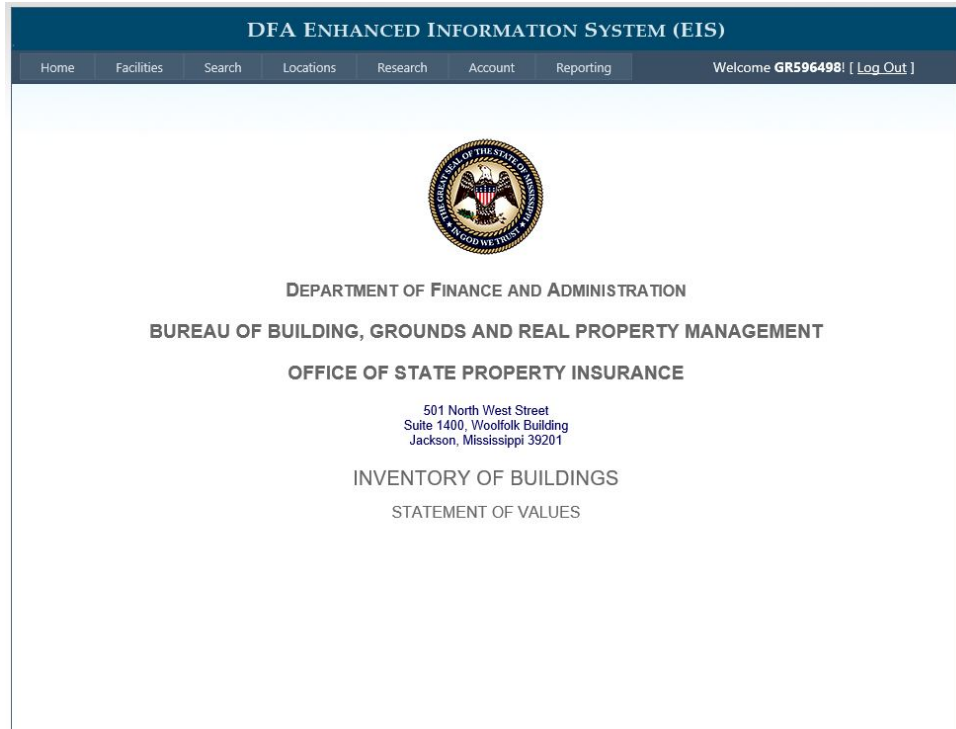 DFA ENHANCED INFORMATION SYSTEM (EIS)
Home Facilities Search Locations Research Account Reporting Welcome GR596498! [ Log Out ]
THE GREAT SEAL OF THE STATE OF MISSISSIPPI
IN GOD WE TRUST
DEPARTMENT OF FINANCE AND ADMINISTRATION
BUREAU OF BUILDING, GROUNDS AND REAL PROPERTY MANAGEMENT
OFFICE OF STATE PROPERTY INSURANCE
501 North West Street
Suite 1400, Woolfolk Building
Jackson, Mississippi 39201
INVENTORY OF BUILDINGS
STATEMENT OF VALUES